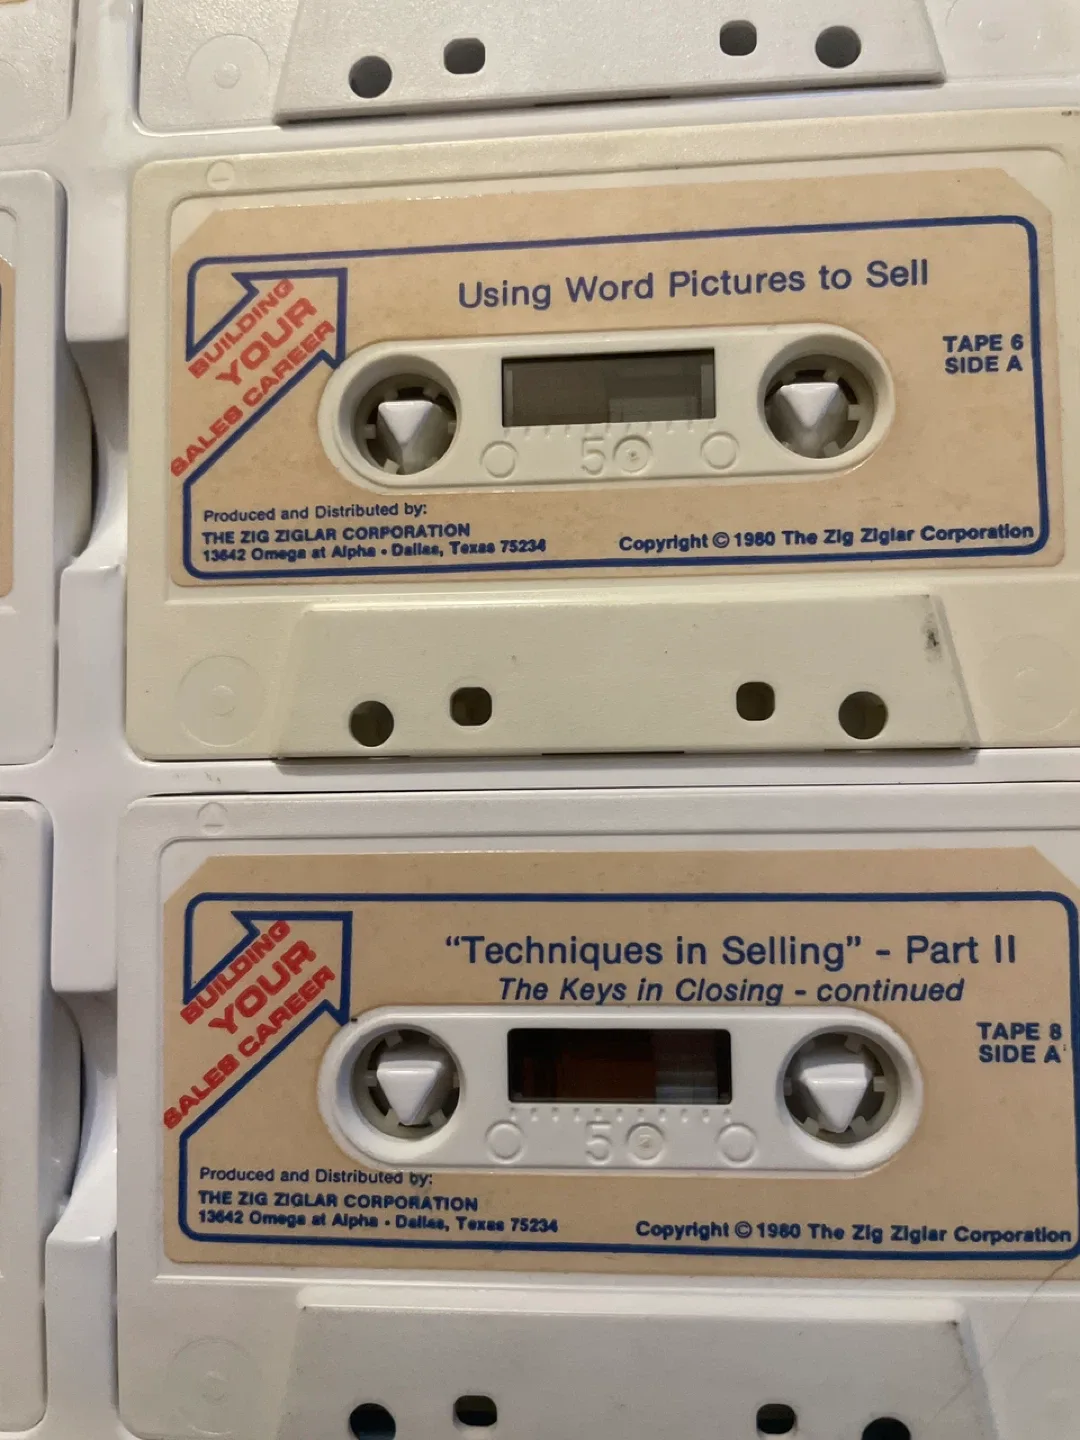 BUILDING
YOUR
SALES CAREER
Using Word Pictures to Sell
TAPE 6
SIDE A
50
Produced and Distributed by:
THE ZIG ZIGLAR CORPORATION
13642 Omega at Alpha • Dallas, Texas 75234
Copyright © 1980 The Zig Ziglar Corporation
BUILDING
YOUR
SALES CAREER
"Techniques in Selling" - Part II
The Keys in Closing - continued
TAPE 8
SIDE A
50
Produced and Distributed by:
THE ZIG ZIGLAR CORPORATION
13642 Omega at Alpha • Dallas, Texas 75234
Copyright © 1980 The Zig Ziglar Corporation